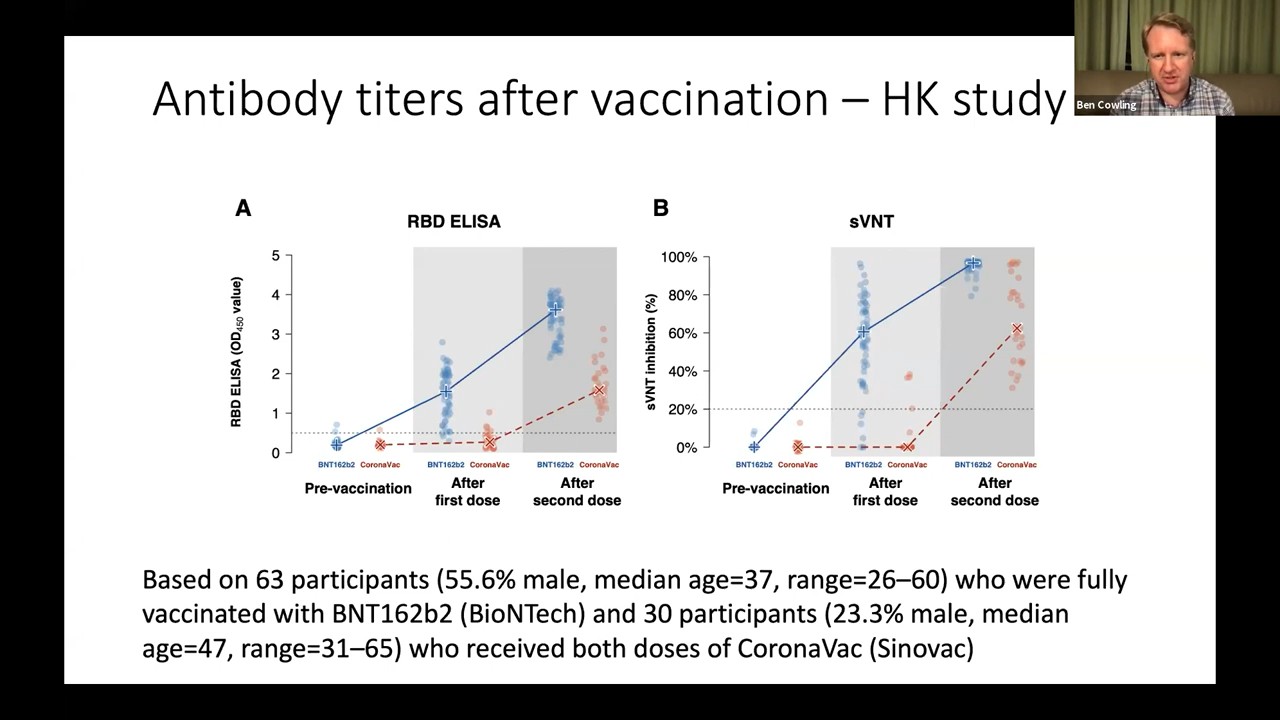 Antibody titers after vaccination – HK study
Ben Cowling
A
RBD ELISA
RBD ELISA (OD450 value)
5
4
3
2
1
0
BNT162b2 CoronaVac BNT162b2 CoronaVac BNT162b2 CoronaVac
Pre-vaccination
After
first dose
After
second dose
B
sVNT
sVNT inhibition (%)
100%
80%
60%
40%
20%
0%
BNT162b2 CoronaVac BNT162b2 CoronaVac BNT162b2 CoronaVac
Pre-vaccination
After
first dose
After
second dose
Based on 63 participants (55.6% male, median age=37, range=26–60) who were fully
vaccinated with BNT162b2 (BioNTech) and 30 participants (23.3% male, median
age=47, range=31–65) who received both doses of CoronaVac (Sinovac)